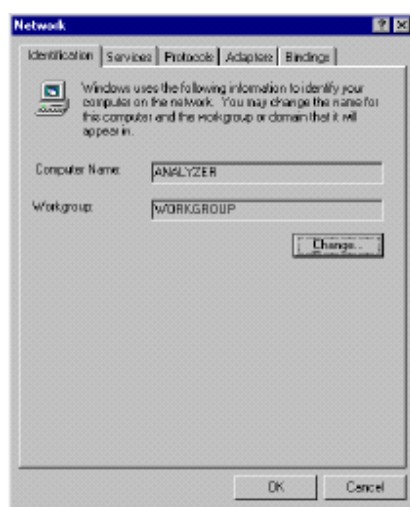 Network
Identification Services Protocols Adapters Bindings
Windows uses the following information to identify your
computer on the network. You may change the name for
this computer and the workgroup or domain that it will
appear in.
Computer Name: ANALYZER
Workgroup: WORKGROUP
Change...
OK Cancel